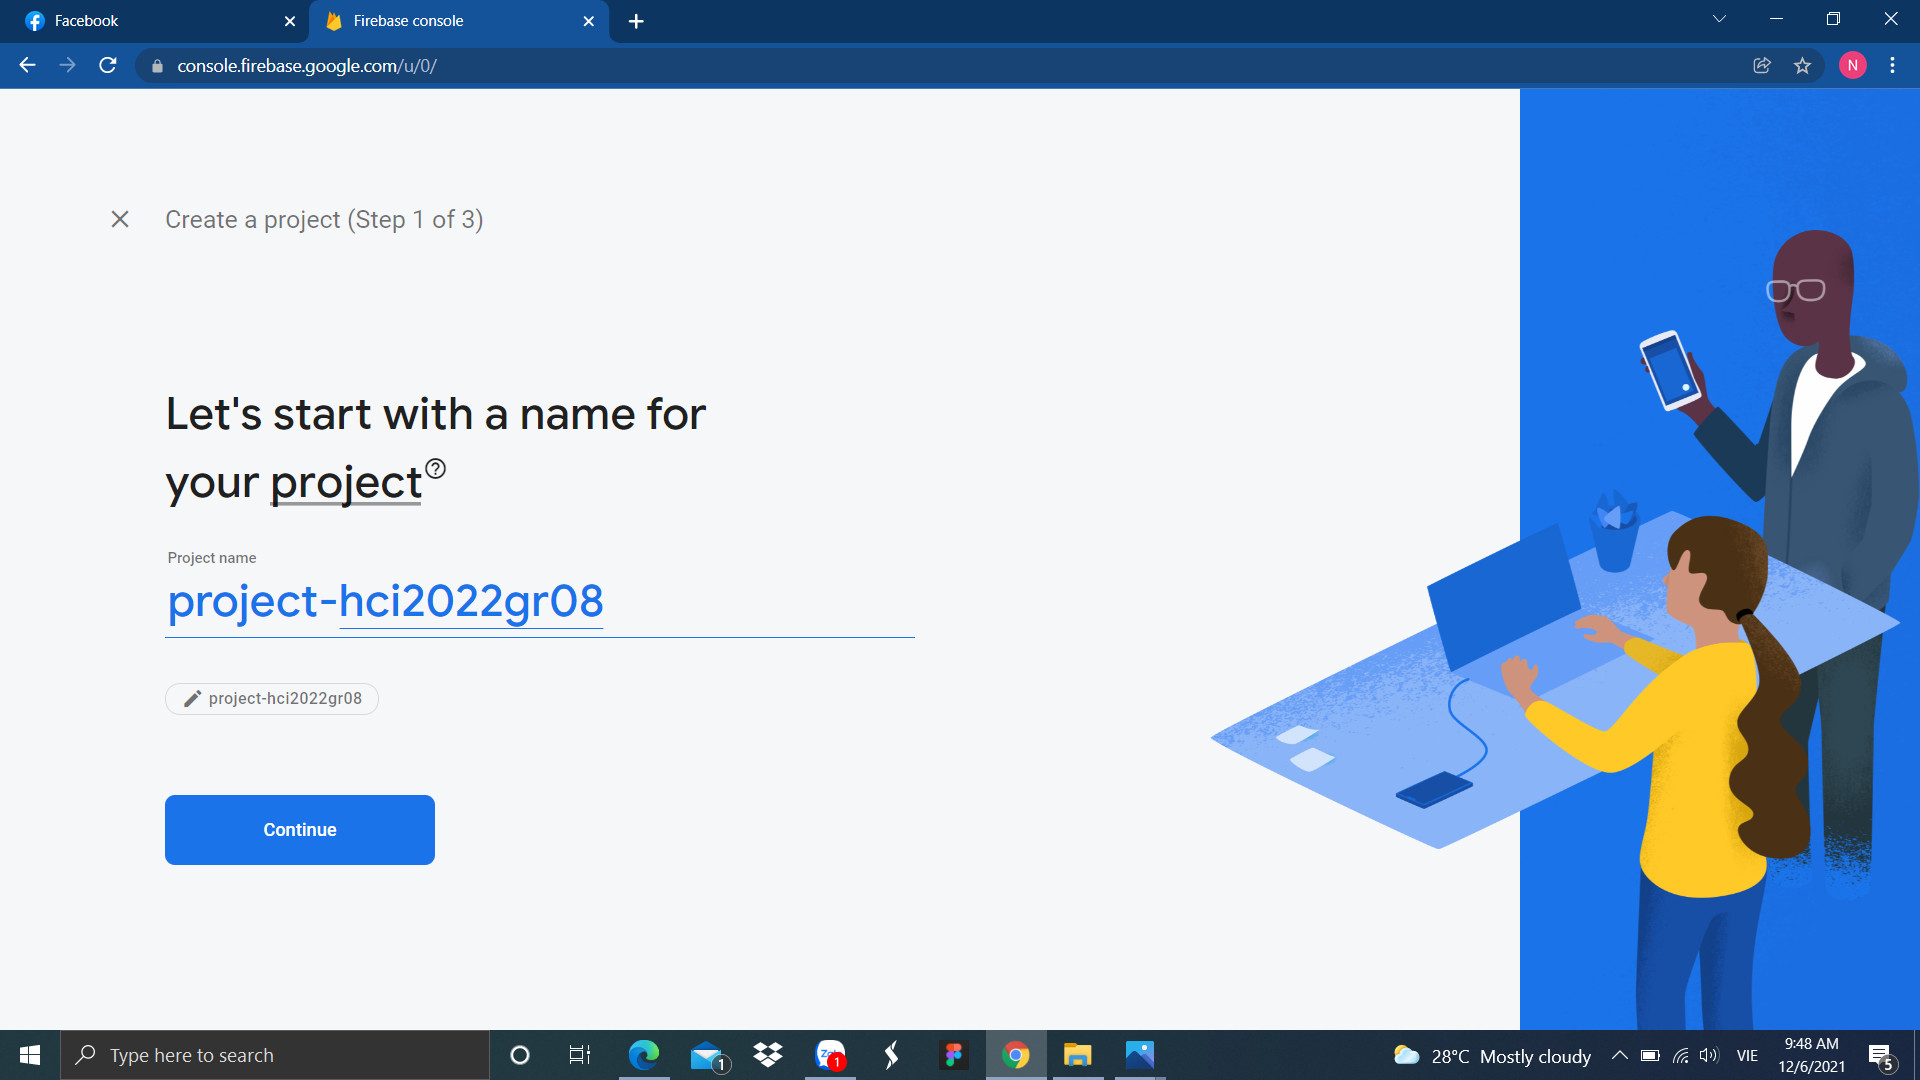 Facebook
Firebase console
console.firebase.google.com/u/0/
N
Create a project (Step 1 of 3)
Let's start with a name for
your project
Project name
project-hci2022gr08
project-hci2022gr08
Continue
Type here to search
1
1
28°C Mostly cloudy
VIE
9:48 AM
12/6/2021
5